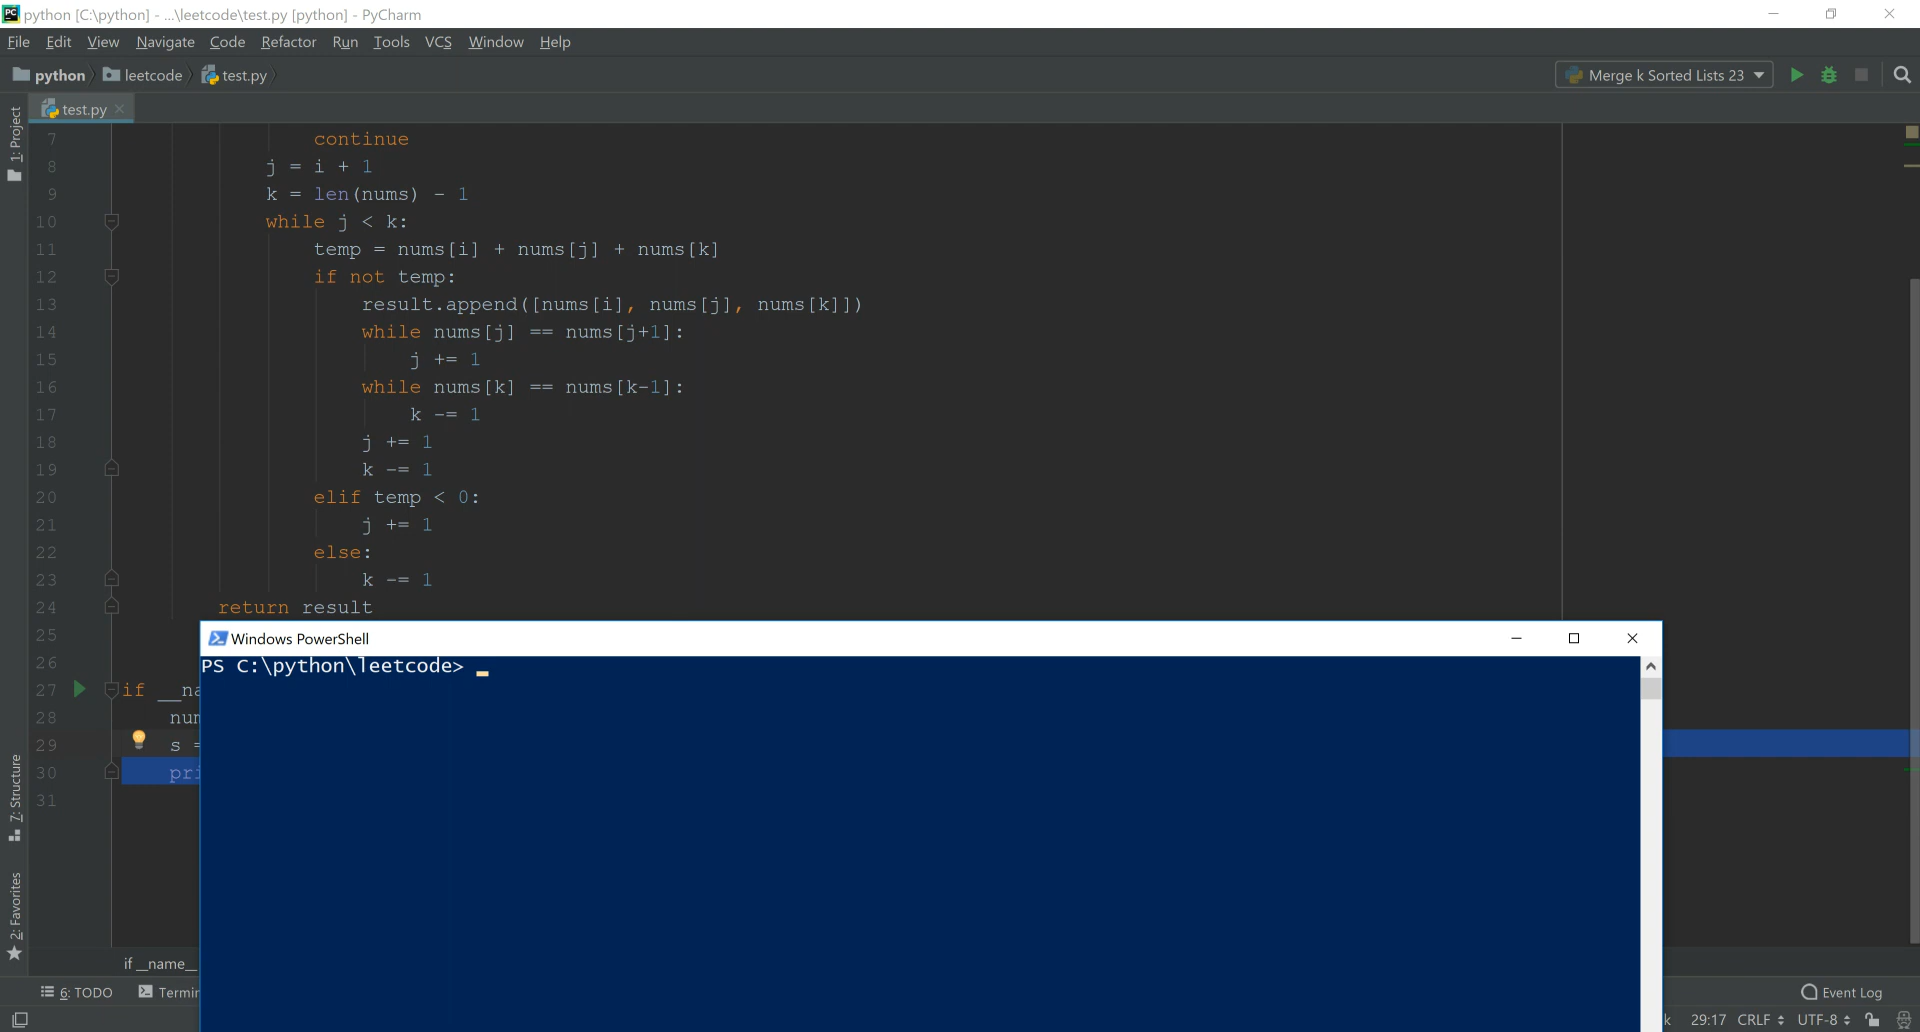 python [C:\python] - ...\leetcode\test.py [python] - PyCharm
File Edit View Navigate Code Refactor Run Tools VCS Window Help
python leetcode test.py Merge k Sorted Lists 23
test.py
1: Project
7 continue
8 j = i + 1
9 k = len(nums) - 1
10 while j < k:
11 temp = nums[i] + nums[j] + nums[k]
12 if not temp:
13 result.append([nums[i], nums[j], nums[k]])
14 while nums[j] == nums[j+1]:
15 j += 1
16 while nums[k] == nums[k-1]:
17 k -= 1
18 j += 1
19 k -= 1
20 elif temp < 0:
21 j += 1
22 else:
23 k -= 1
24 return result
25
26
27 if __na
28 num
29 s =
30 pri
31
Windows PowerShell
PS C:\python\leetcode>
7: Structure
2: Favorites
if __name__
6: TODO Termin Event Log
k 29:17 CRLF UTF-8